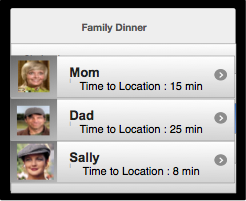 Family Dinner
Mom
Time to Location : 15 min
Dad
Time to Location : 25 min
Sally
Time to Location : 8 min